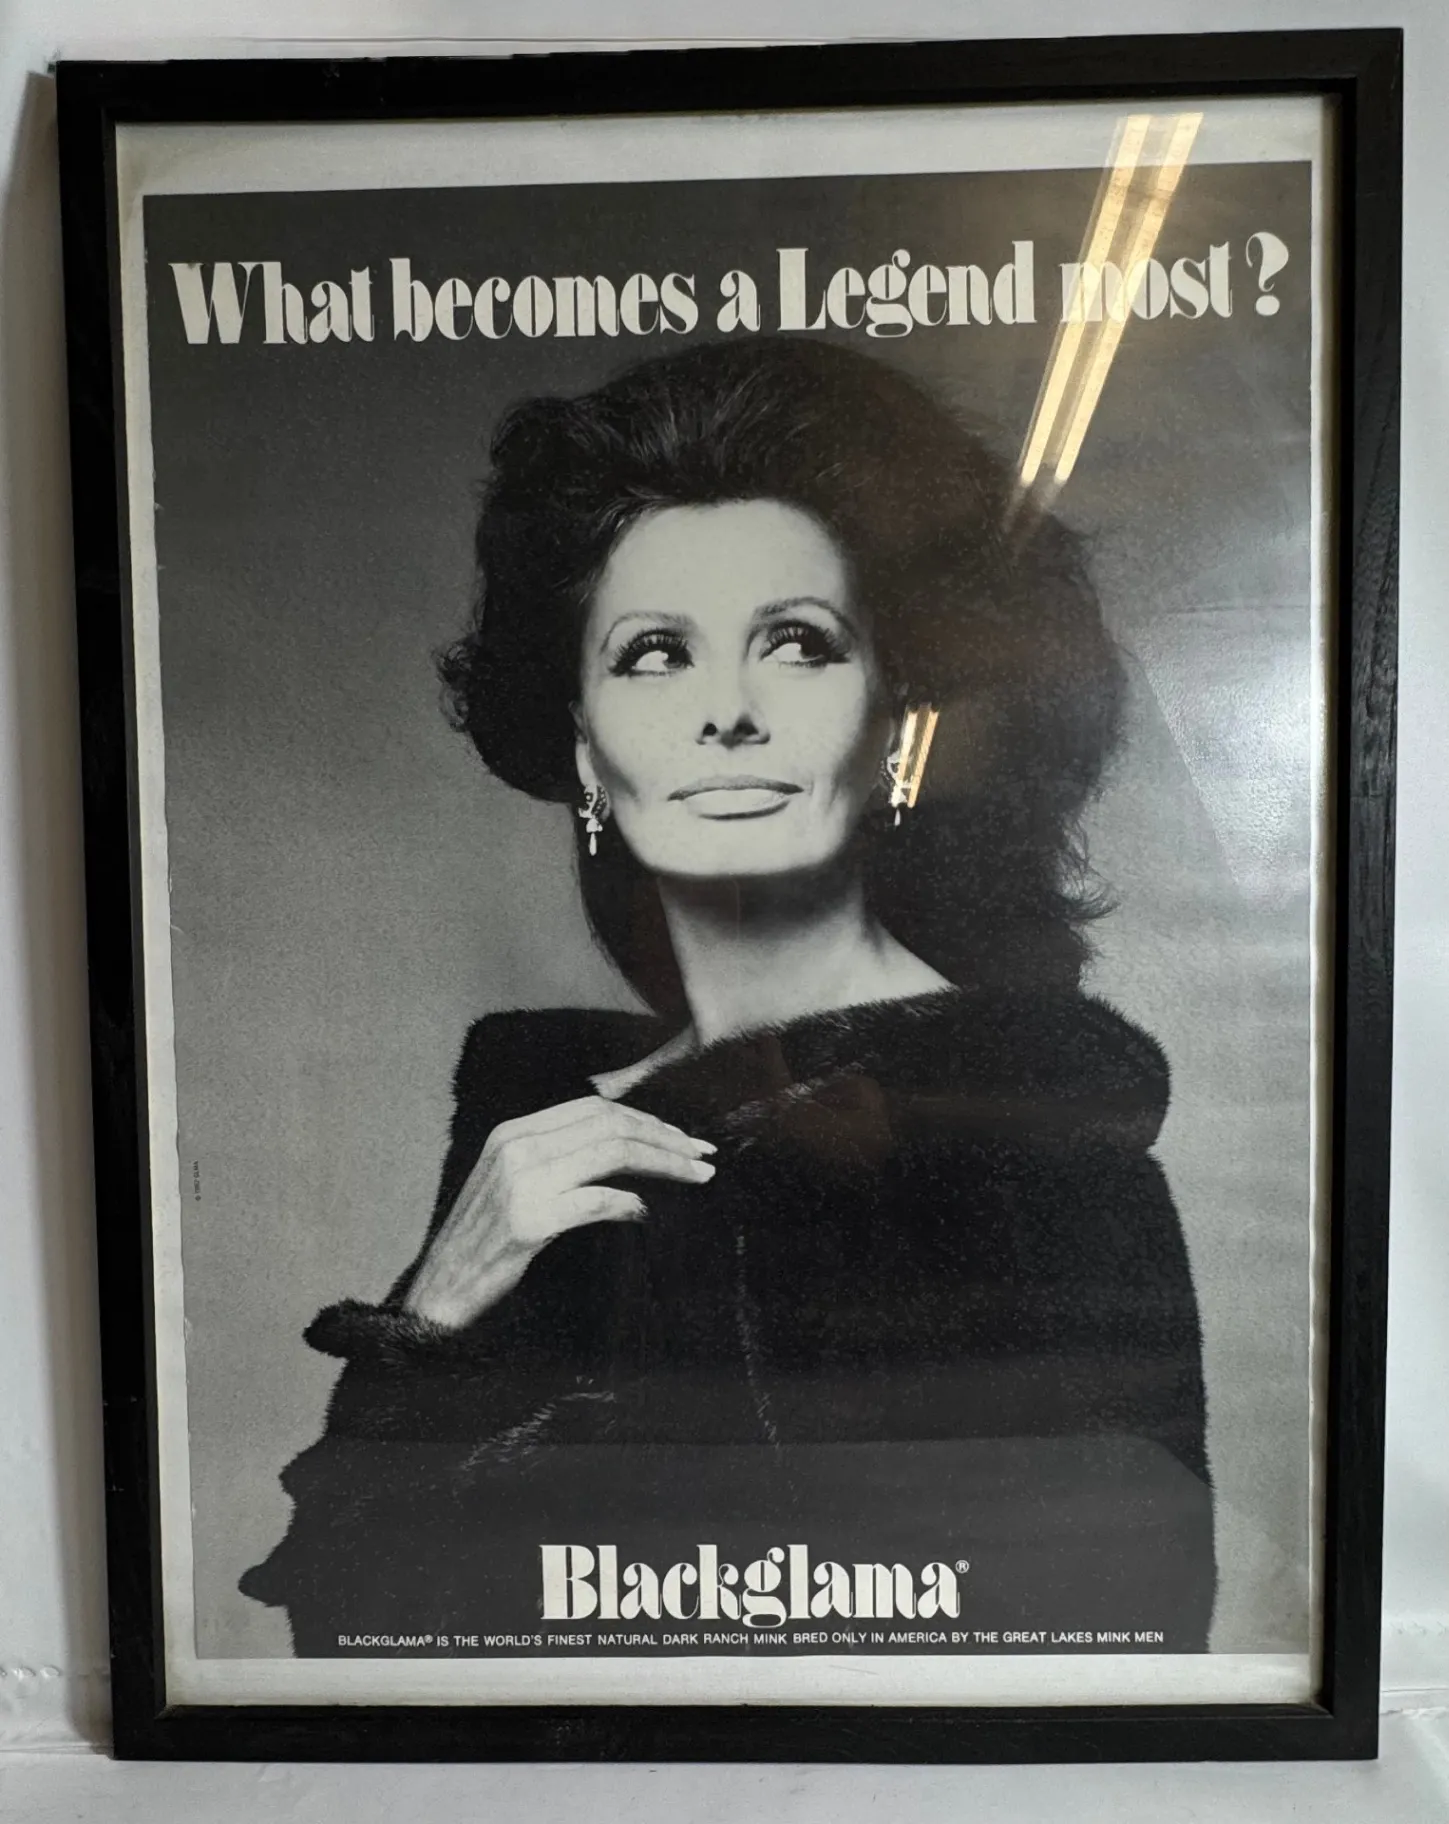 What becomes a Legend most?
Blackglama®
BLACKGLAMA® IS THE WORLD'S FINEST NATURAL DARK RANCH MINK BRED ONLY IN AMERICA BY THE GREAT LAKES MINK MEN